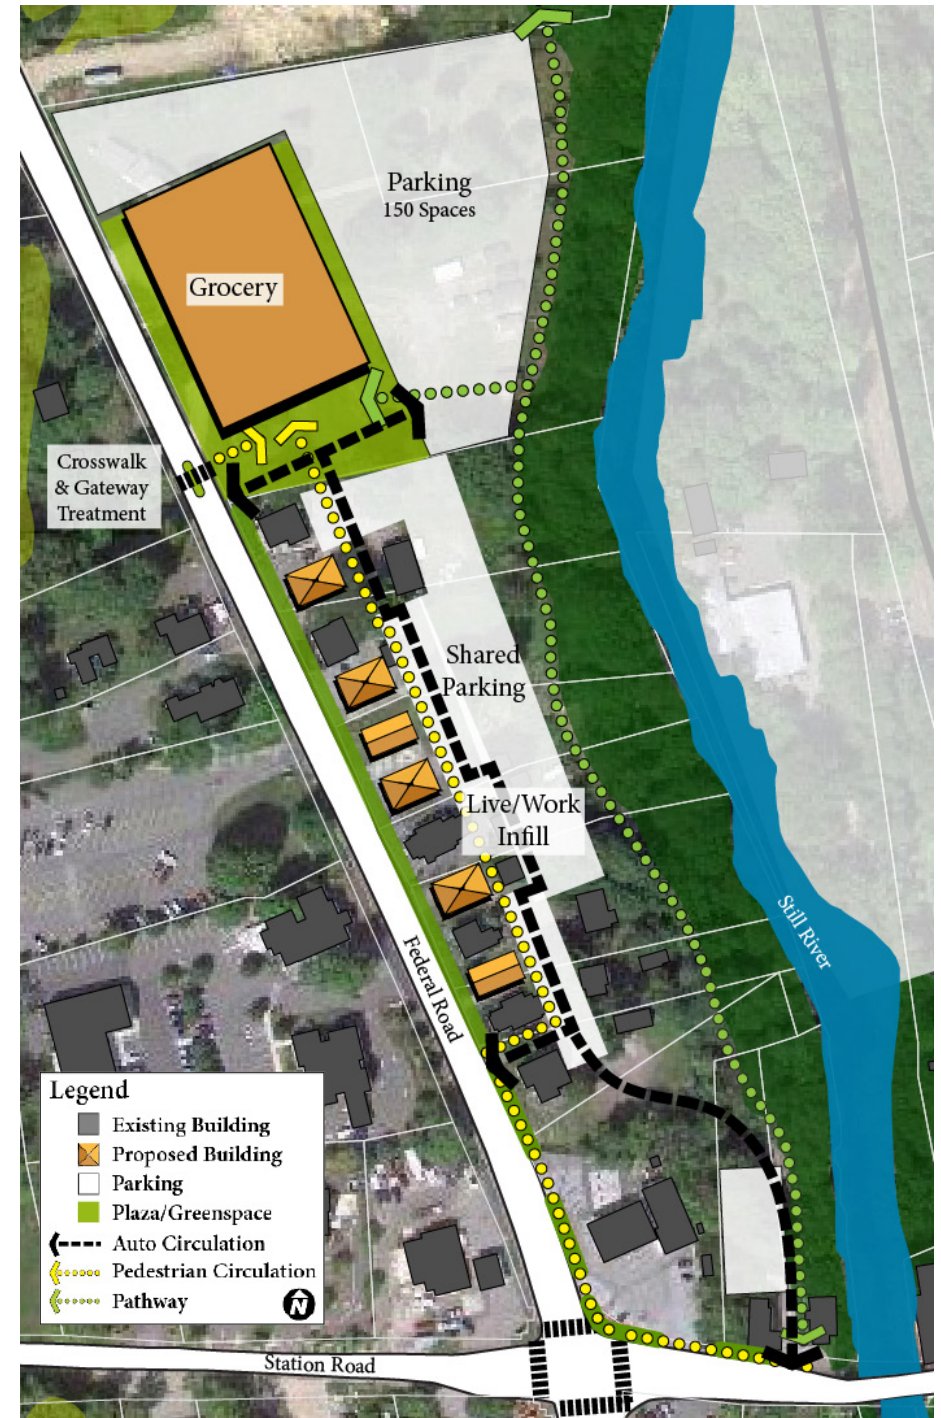 Parking
150 Spaces
Grocery
Crosswalk
& Gateway
Treatment
Shared
Parking
Live/Work
Infill
Still River
Federal Road
Legend
Existing Building
Proposed Building
Parking
Plaza/Greenspace
Auto Circulation
Pedestrian Circulation
Pathway
N
Station Road